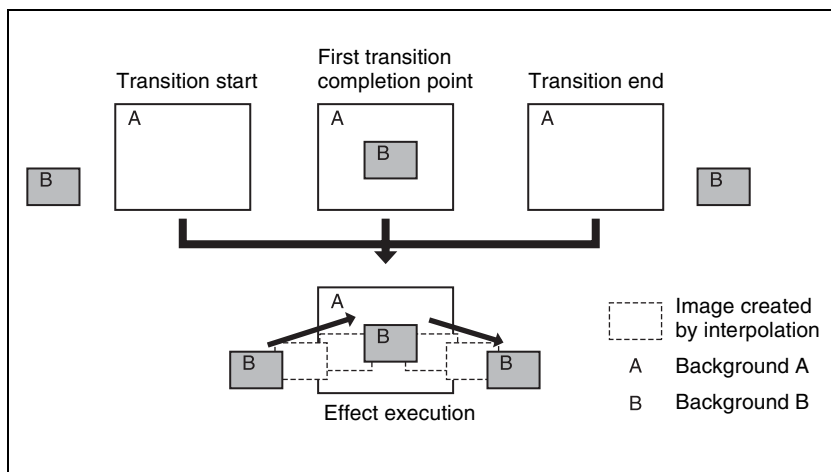 Transition start
First transition
completion point
Transition end
A
A
A
B
B
B
A
B
B
B
Effect execution
Image created
by interpolation
A Background A
B Background B